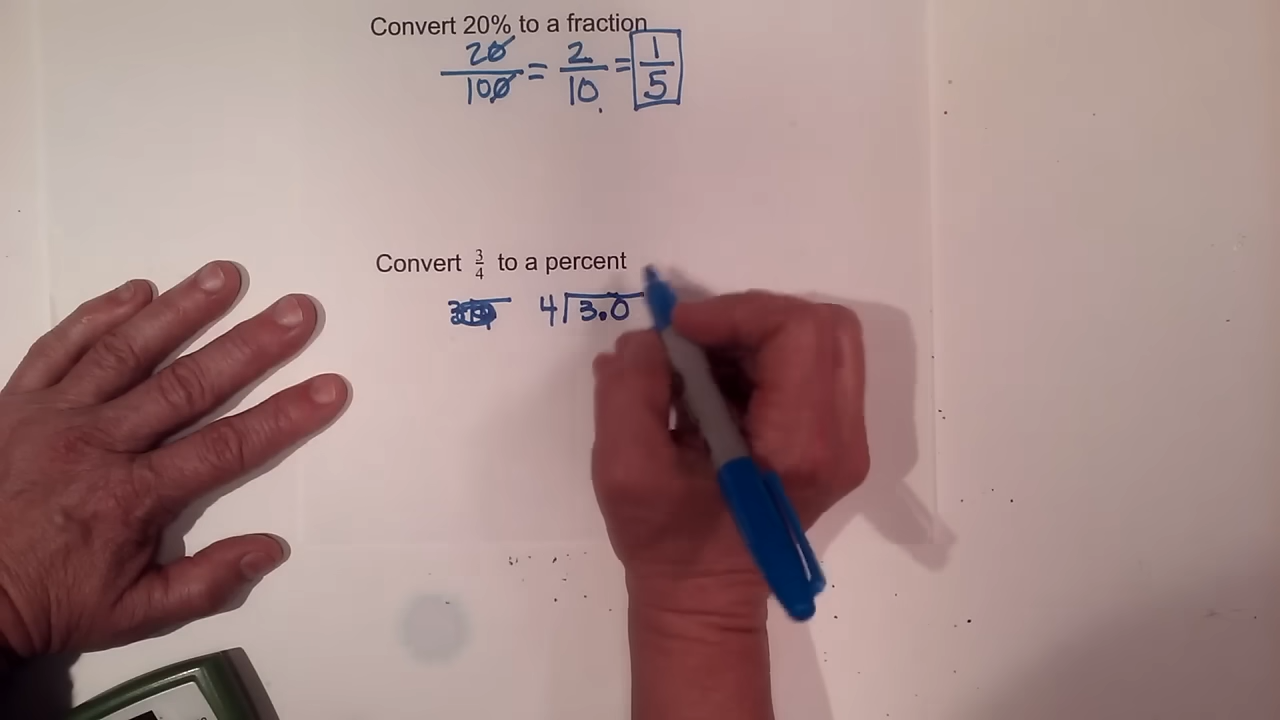 Convert 20% to a fraction
20/100 = 2/10 = 1/5
Convert 3/4 to a percent
4 3.0